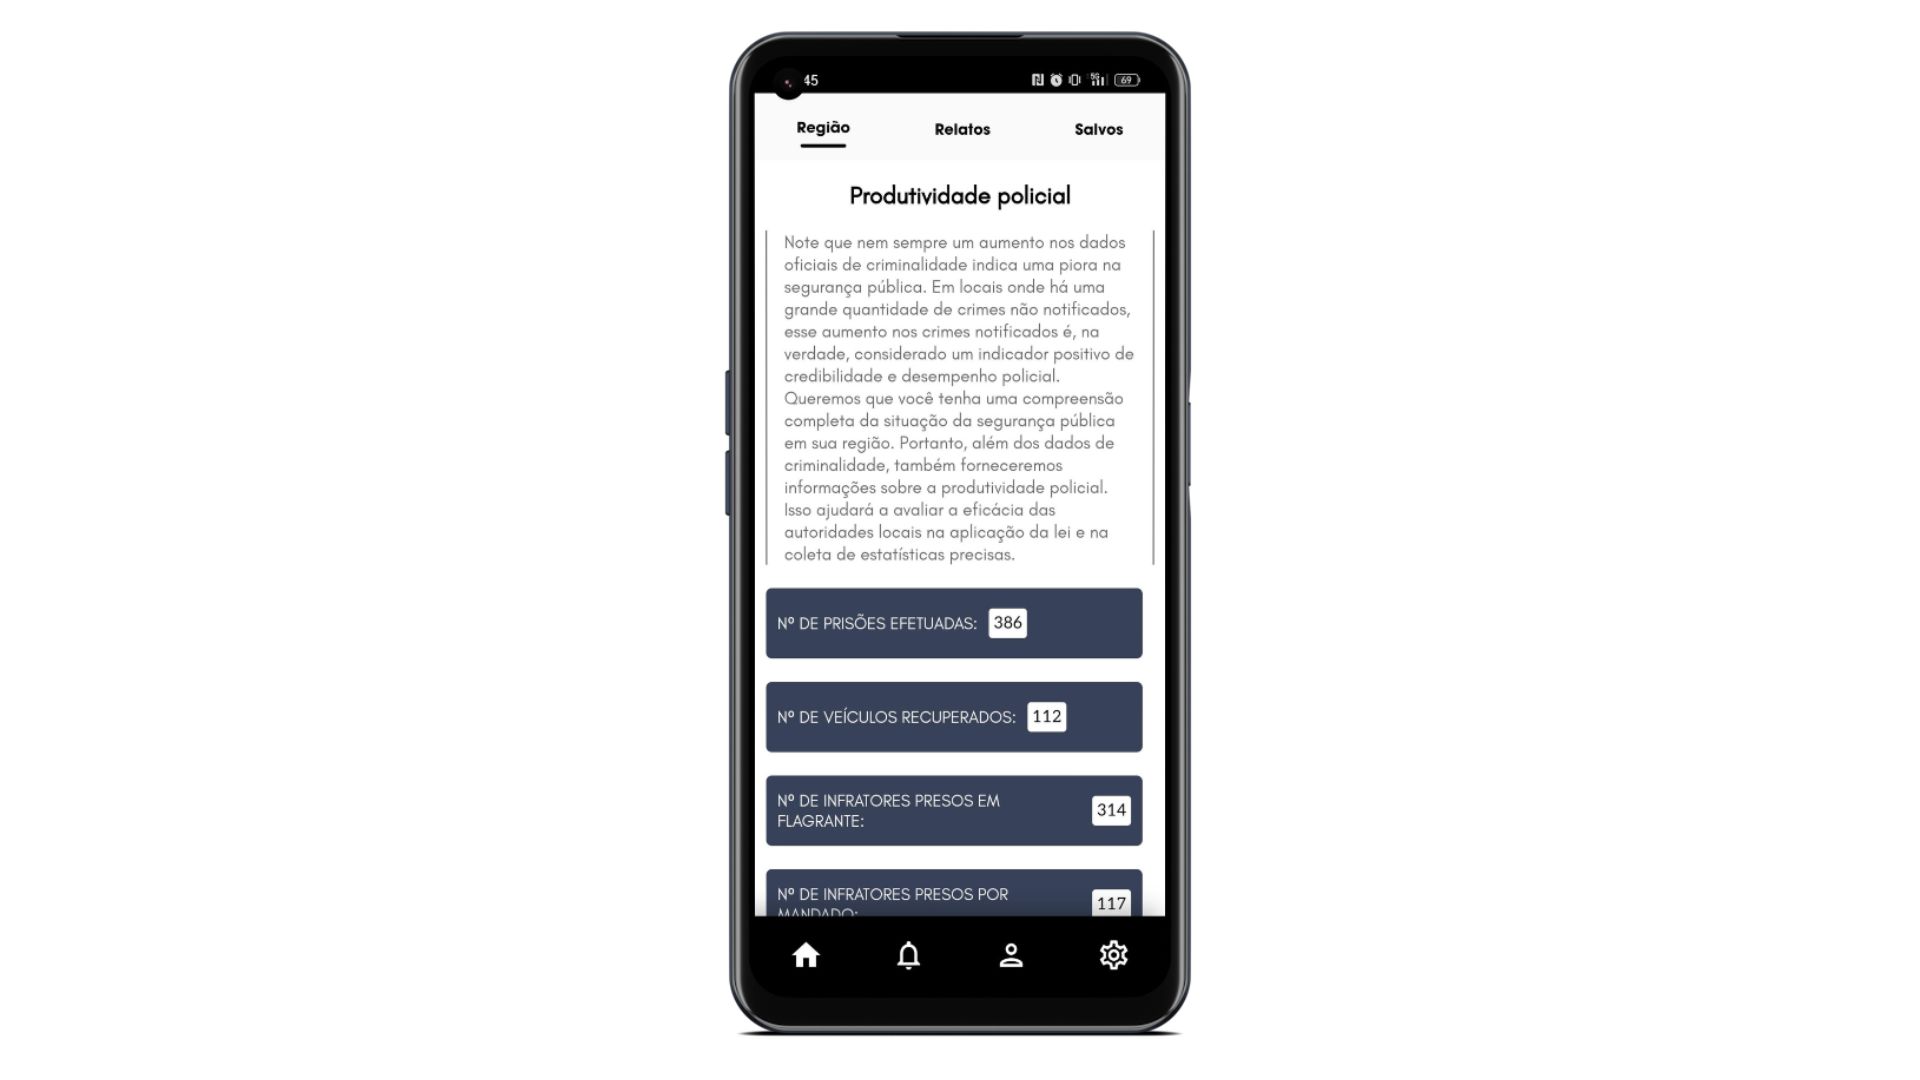 45
5G
69
Região
Relatos
Salvos
Produtividade policial
Note que nem sempre um aumento nos dados
oficiais de criminalidade indica uma piora na
segurança pública. Em locais onde há uma
grande quantidade de crimes não notificados,
esse aumento nos crimes notificados é, na
verdade, considerado um indicador positivo de
credibilidade e desempenho policial.
Queremos que você tenha uma compreensão
completa da situação da segurança pública
em sua região. Portanto, além dos dados de
criminalidade, também forneceremos
informações sobre a produtividade policial.
Isso ajudará a avaliar a eficácia das
autoridades locais na aplicação da lei e na
coleta de estatísticas precisas.
Nº DE PRISÕES EFETUADAS: 386
Nº DE VEÍCULOS RECUPERADOS: 112
Nº DE INFRATORES PRESOS EM
FLAGRANTE:
314
Nº DE INFRATORES PRESOS POR
MANDADO:
117